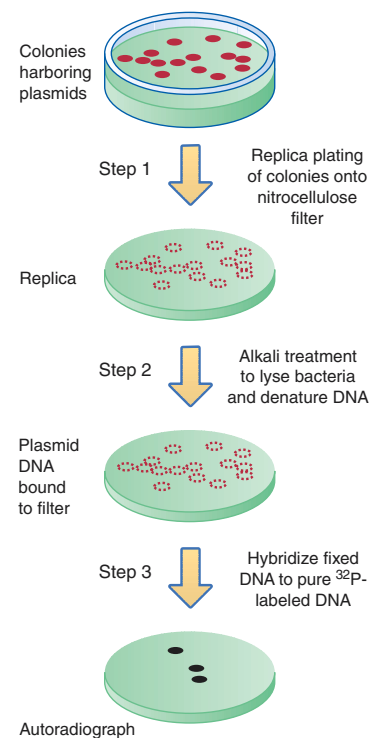 Colonies
harboring
plasmids
Step 1
Replica plating
of colonies onto
nitrocellulose
filter
Replica
Step 2
Alkali treatment
to lyse bacteria
and denature DNA
Plasmid
DNA
bound
to filter
Step 3
Hybridize fixed
DNA to pure ³²P-
labeled DNA
Autoradiograph